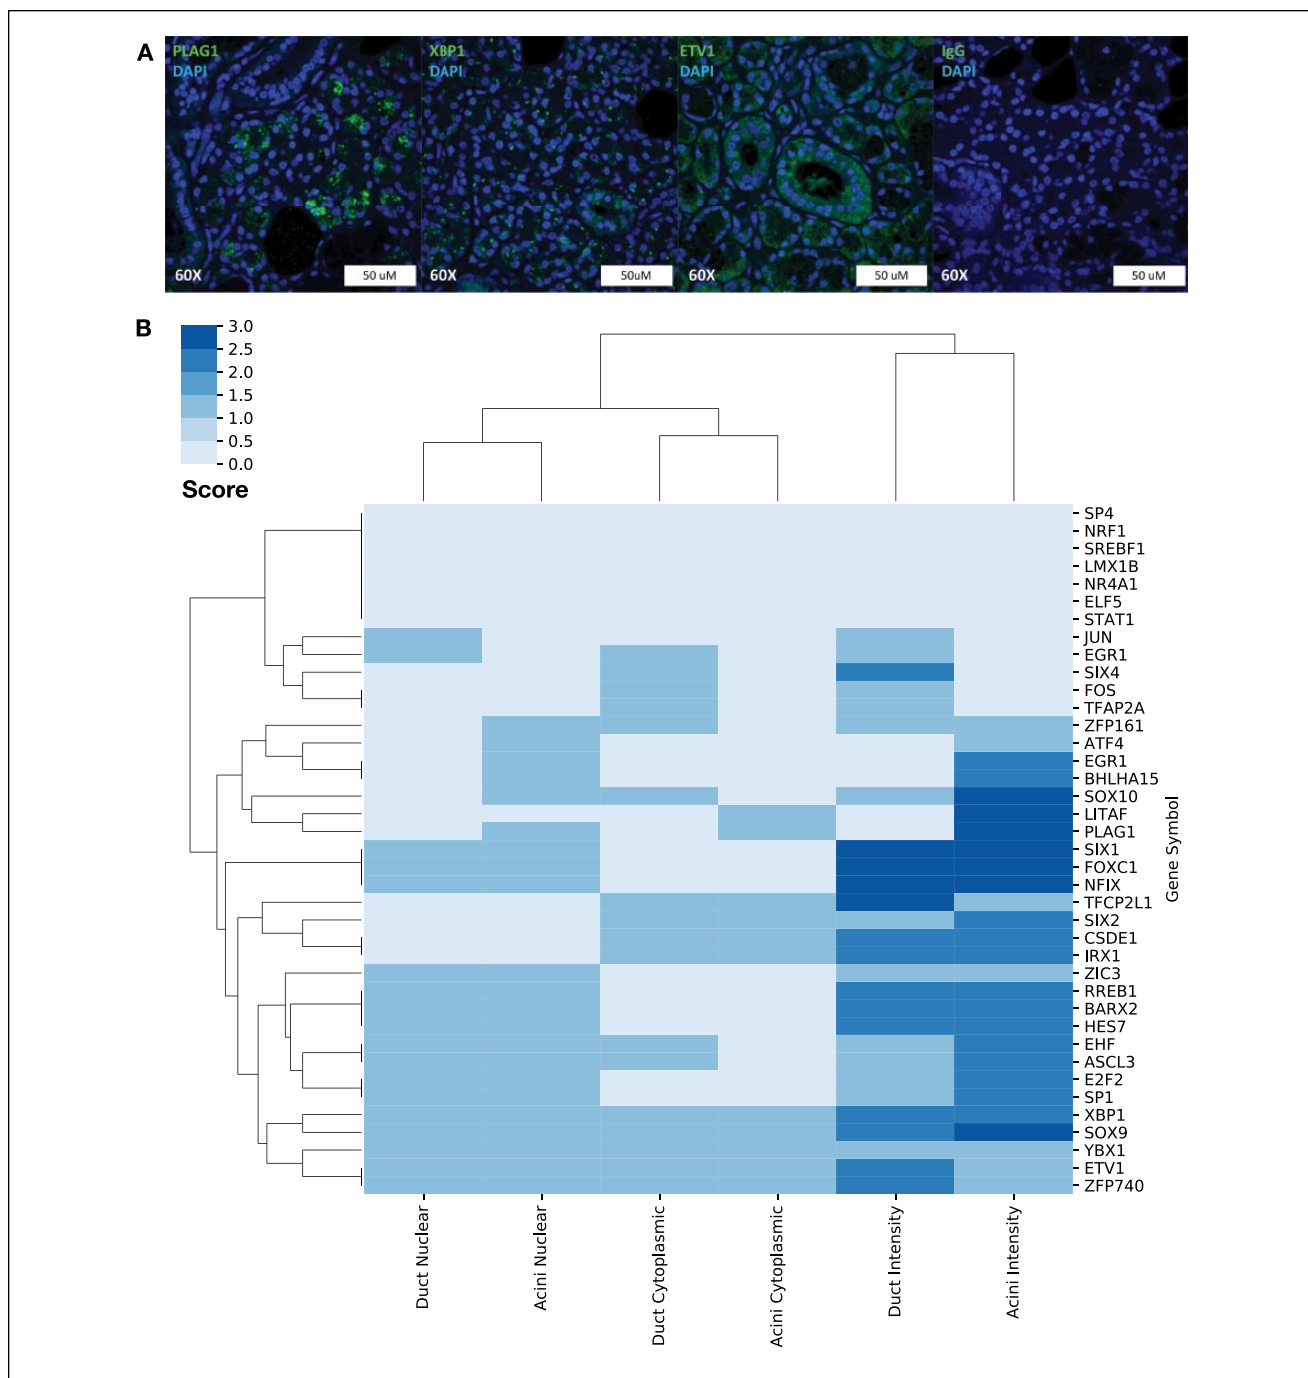 A
PLAG1
DAPI
60X
50 uM
XBP1
DAPI
60X
50uM
ETV1
DAPI
60X
50 uM
IgG
DAPI
60X
50 uM
B
3.0
2.5
2.0
1.5
1.0
0.5
0.0
Score
SP4
NRF1
SREBF1
LMX1B
NR4A1
ELF5
STAT1
JUN
EGR1
SIX4
FOS
TFAP2A
ZFP161
ATF4
EGR1
BHLHA15
SOX10
LITAF
PLAG1
SIX1
FOXC1
NFIX
TFCP2L1
SIX2
CSDE1
IRX1
ZIC3
RREB1
BARX2
HES7
EHF
ASCL3
E2F2
SP1
XBP1
SOX9
YBX1
ETV1
ZFP740
Gene Symbol
Duct Nuclear
Acini Nuclear
Duct Cytoplasmic
Acini Cytoplasmic
Duct Intensity
Acini Intensity